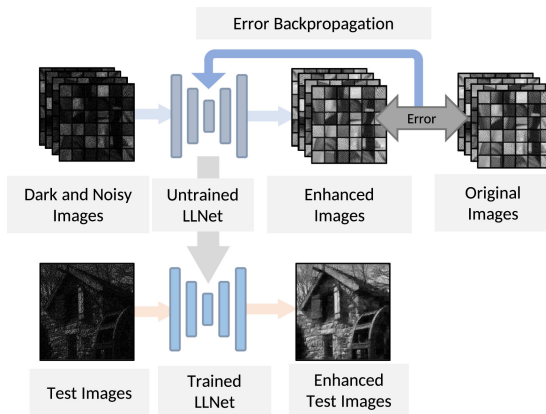 Error Backpropagation
Error
Dark and Noisy
Images
Untrained
LLNet
Enhanced
Images
Original
Images
Test Images
Trained
LLNet
Enhanced
Test Images